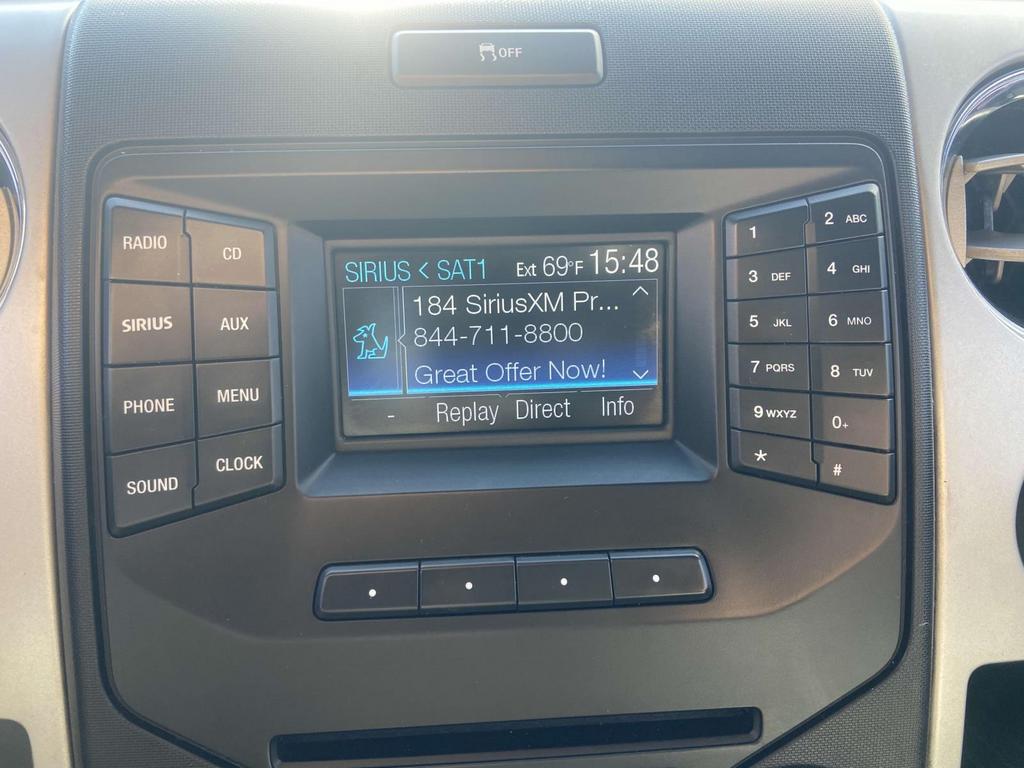 OFF
RADIO
CD
SIRIUS
AUX
PHONE
MENU
SOUND
CLOCK
SIRIUS < SAT1 Ext 69°F 15:48
184 SiriusXM Pr...
844-711-8800
Great Offer Now!
- Replay Direct Info
1
2 ABC
3 DEF
4 GHI
5 JKL
6 MNO
7 PQRS
8 TUV
9 WXYZ
0+
*
#